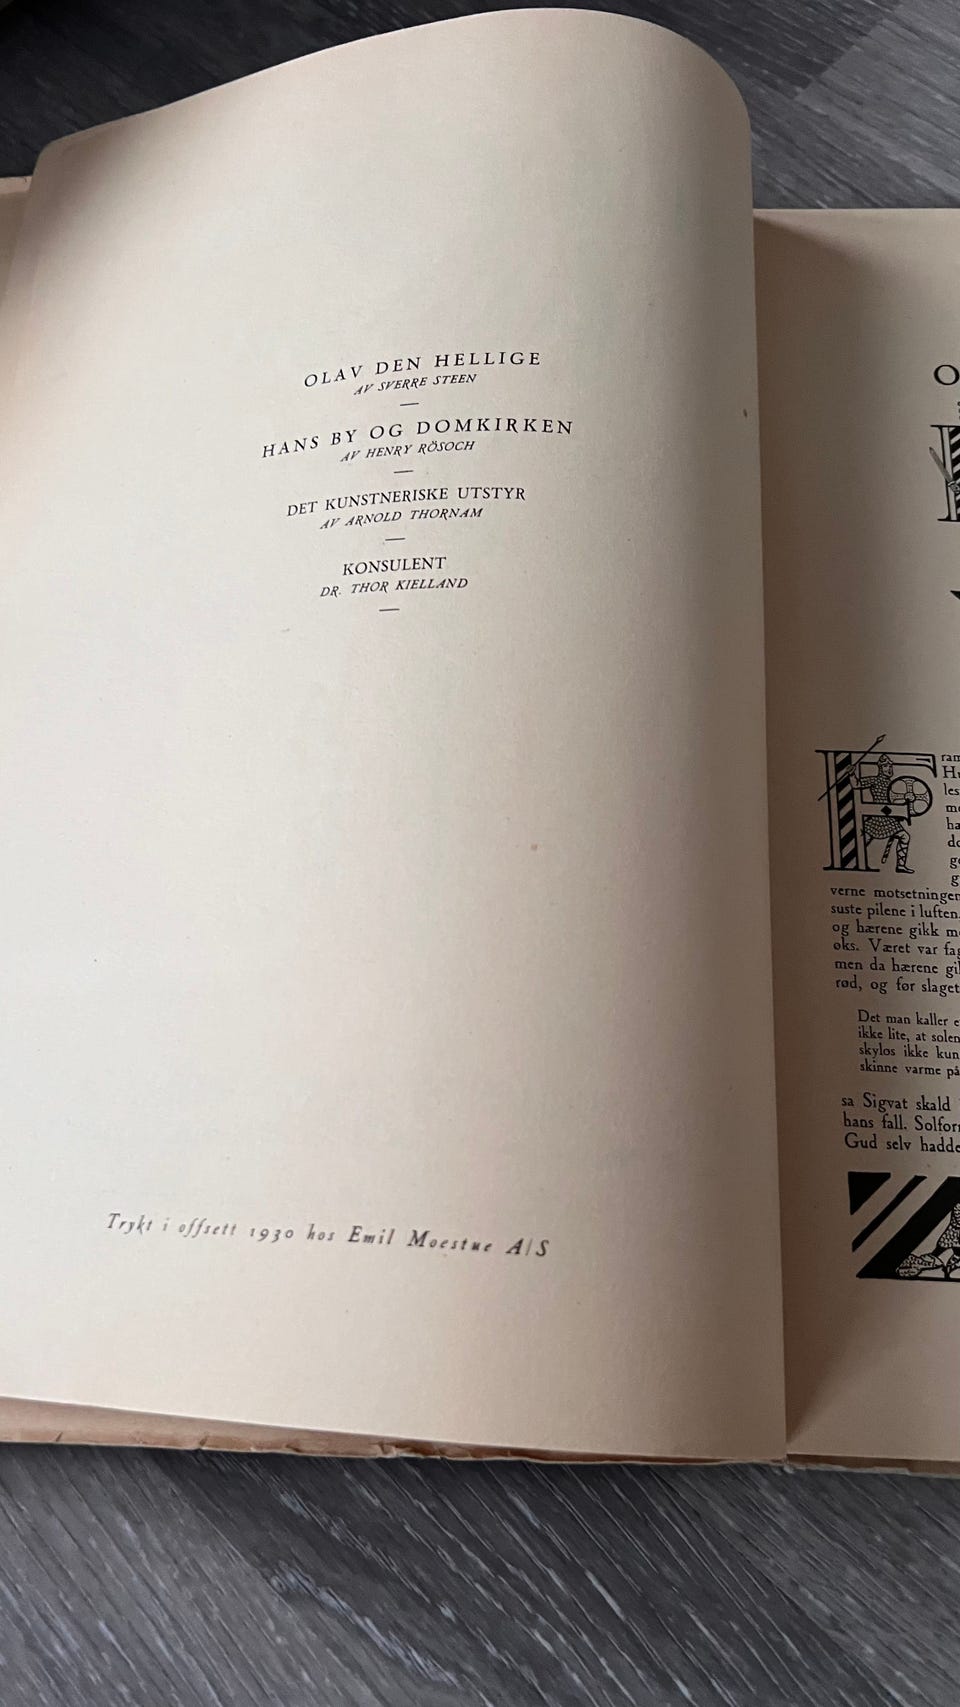 OLAV DEN HELLIGE
AV SVERRE STEEN
HANS BY OG DOMKIRKEN
AV HENRY RÖSOCH
DET KUNSTNERISKE UTSTYR
AV ARNOLD THORNAM
KONSULENT
DR. THOR KIELLAND
Trykt i offsett 1930 hos Emil Moestue A/S
O
F
verne motsetningen
suste pilene i luften.
og hærene gikk
øks. Været var
men da hærene
rød, og før slaget
Det man kaller
ikke lite, at solen
skyløs ikke
skinne varme på
sa Sigvat skald
hans fall.
Gud selv hadde